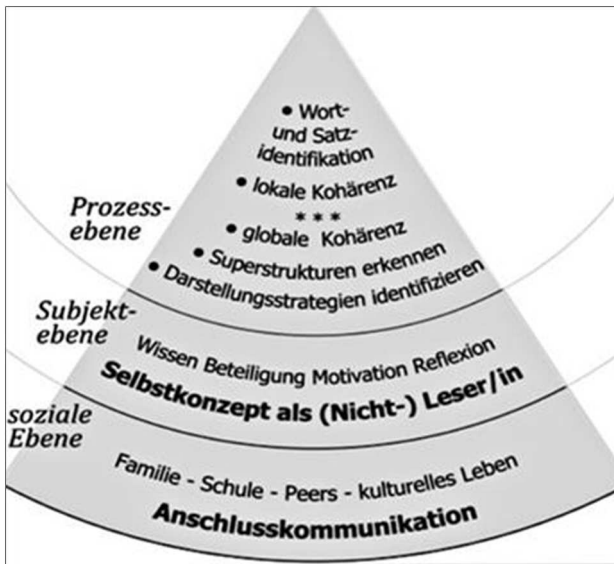 • Wort-
und Satz-
identifikation
• lokale Kohärenz
* * *
• globale Kohärenz
• Superstrukturen erkennen
• Darstellungsstrategien identifizieren
Prozess-
ebene
Wissen Beteiligung Motivation Reflexion
Selbstkonzept als (Nicht-) Leser/in
Subjekt-
ebene
Familie - Schule - Peers - kulturelles Leben
Anschlusskommunikation
soziale
Ebene